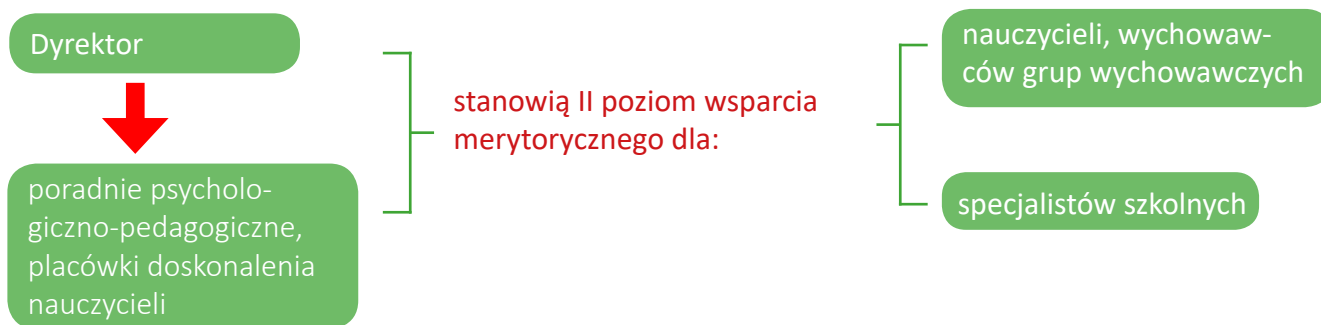 Dyrektor
poradnie psycholo-
giczno-pedagogiczne,
placówki doskonalenia
nauczycieli
stanowią II poziom wsparcia
merytorycznego dla:
nauczycieli, wychowaw-
ców grup wychowawczych
specjalistów szkolnych